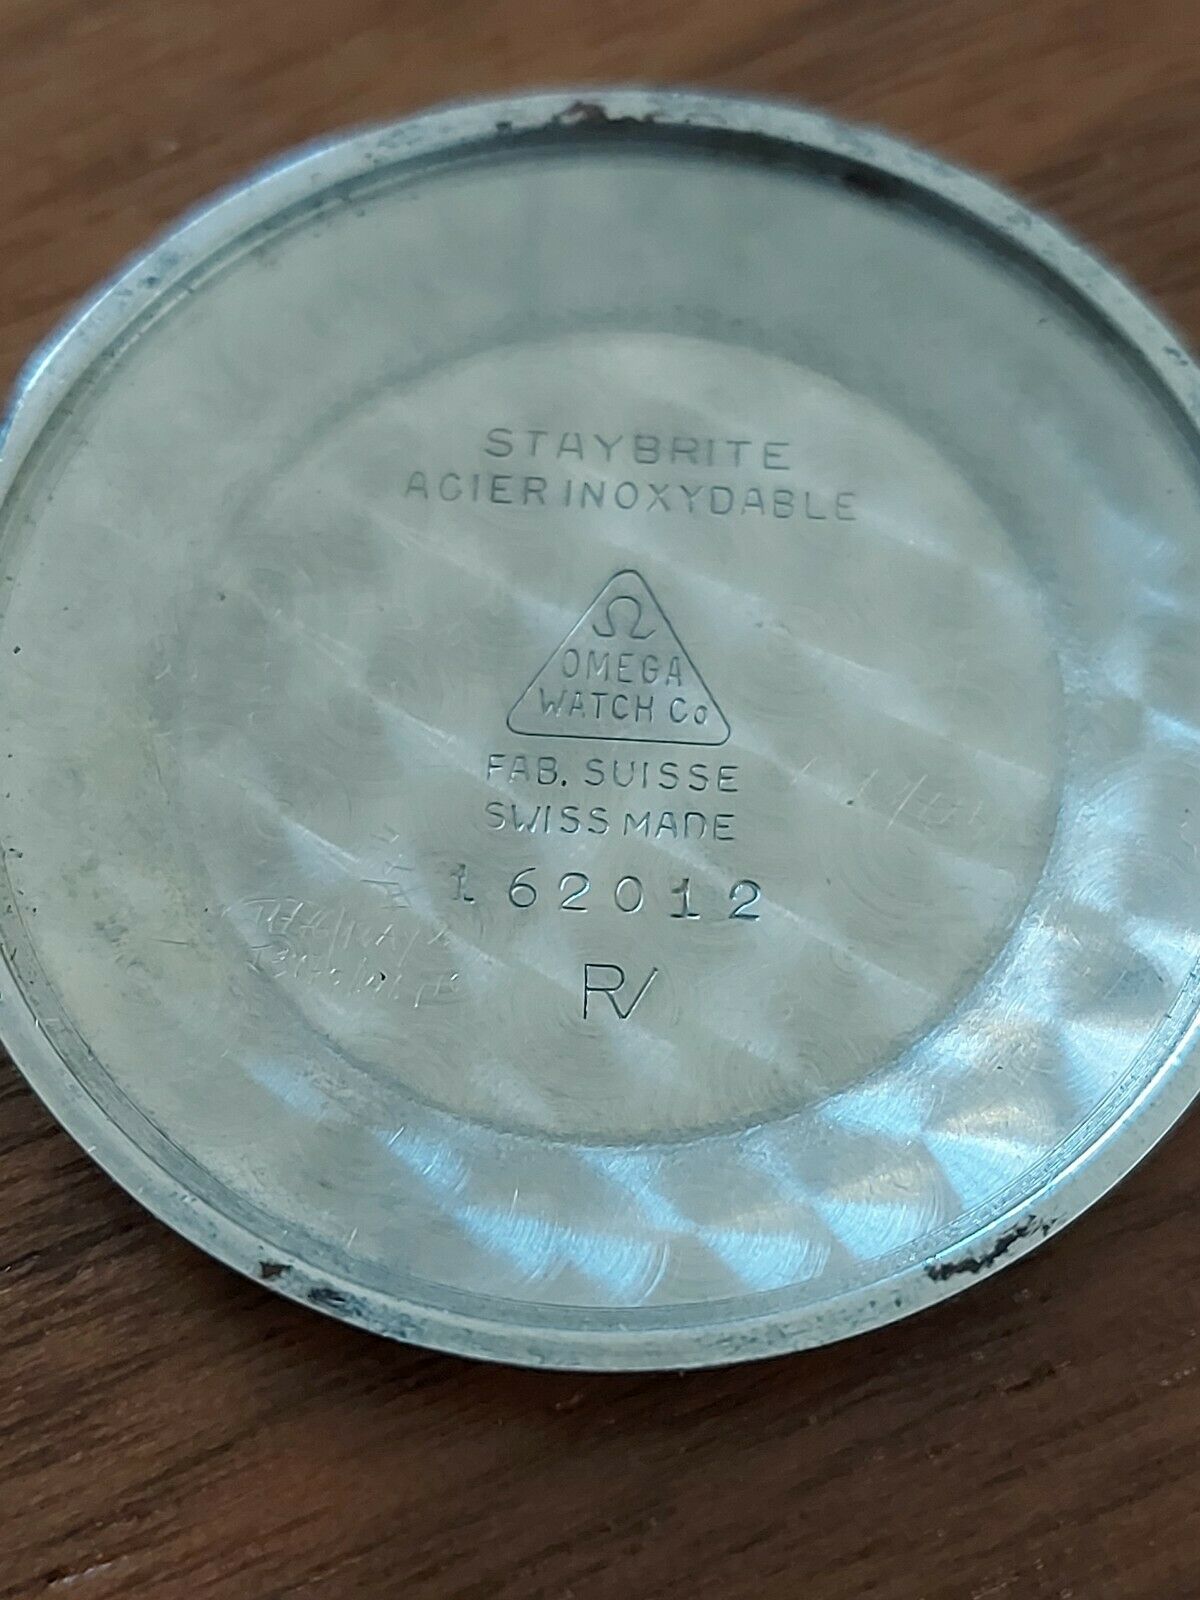 STAYBRITE
ACIER INOXYDABLE
Ω
OMEGA
WATCH Co
FAB. SUISSE
SWISS MADE
162012
R/